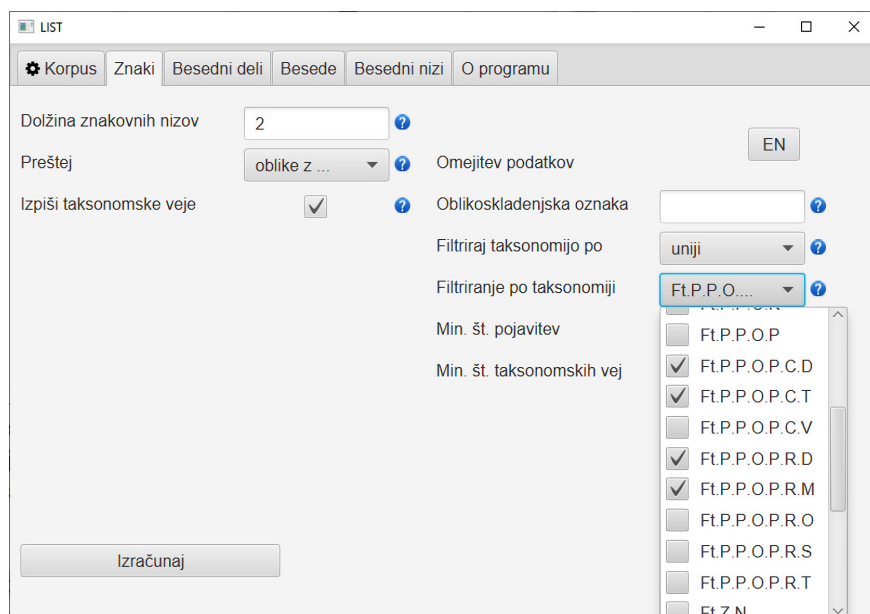 LIST
Korpus Znaki Besedni deli Besede Besedni nizi O programu
Dolžina znakovnih nizov 2
EN
Preštej oblike z ... Omejitev podatkov
Izpiši taksonomske veje Oblikoskladenjska oznaka
Filtriraj taksonomijo po uniji
Filtriranje po taksonomiji Ft.P.P.O....
Min. št. pojavitev
Ft.P.P.O.P
Ft.P.P.O.P.C.D
Min. št. taksonomskih vej
Ft.P.P.O.P.C.T
Ft.P.P.O.P.C.V
Ft.P.P.O.P.R.D
Ft.P.P.O.P.R.M
Ft.P.P.O.P.R.O
Ft.P.P.O.P.R.S
Izračunaj
Ft.P.P.O.P.R.T
Ft.Z.N